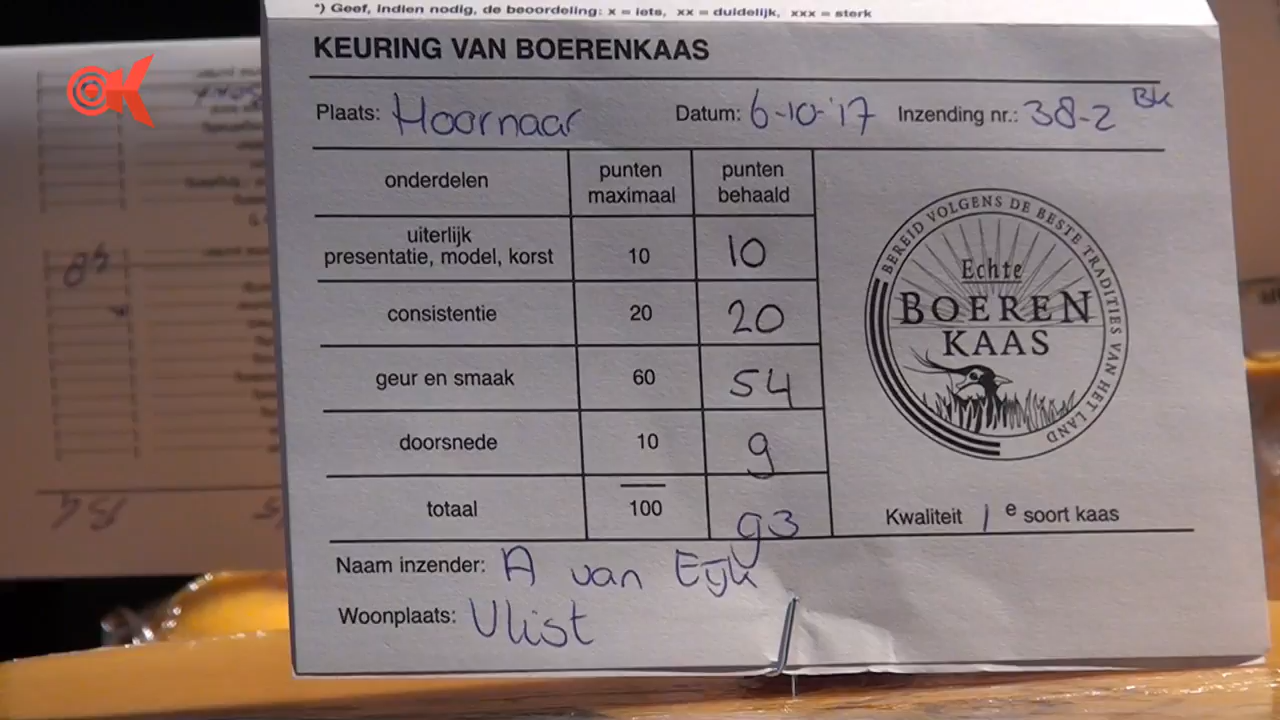 *) Geef, indien nodig, de beoordeling: x = iets, xx = duidelijk, xxx = sterk
KEURING VAN BOERENKAAS
Plaats: Hoornaar Datum: 6-10-'17 Inzending nr.: 38-2 BK
onderdelen punten maximaal punten behaald
uiterlijk
presentatie, model, korst 10 10
consistentie 20 20
geur en smaak 60 54
doorsnede 10 9
totaal 100 93
BEREID VOLGENS DE BESTE TRADITIES VAN HET LAND
Echte
BOEREN
KAAS
Kwaliteit 1 e soort kaas
Naam inzender: A van Eijk
Woonplaats: Vlist
OK